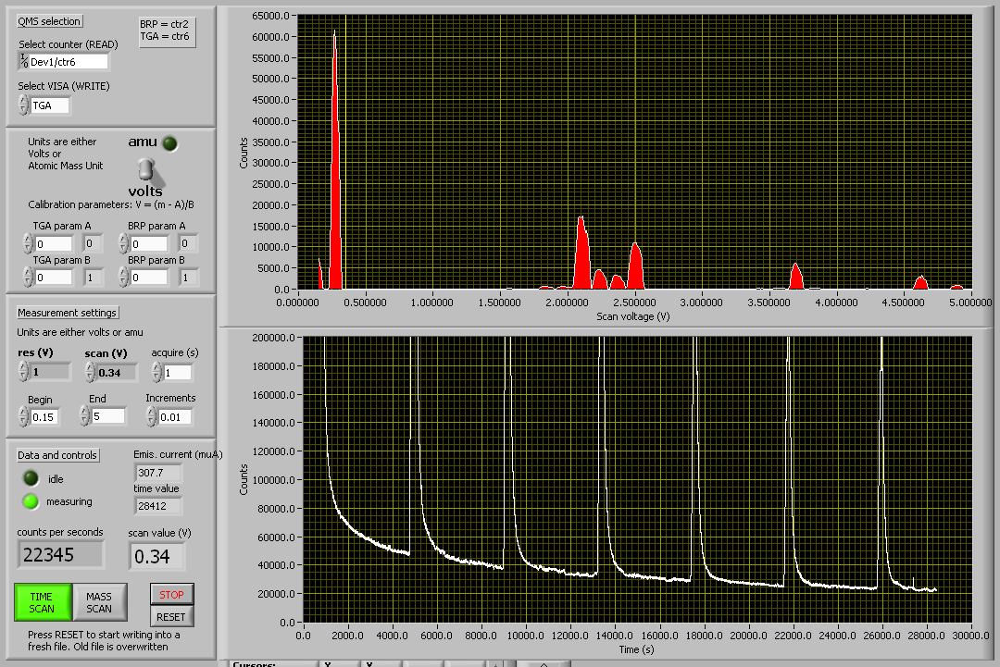 QMS selection
BRP = ctr2
TGA = ctr6
Select counter (READ)
Dev1/ctr6
Select VISA (WRITE)
TGA
Units are either
Volts or
Atomic Mass Unit
amu
volts
Calibration parameters: V = (m - A)/B
TGA param A
BRP param A
0 0 0 0
TGA param B
BRP param B
0 1 0 1
Measurement settings
Units are either volts or amu
res (V) scan (V) acquire (s)
1 0.34 1
Begin End Increments
0.15 5 0.01
Data and controls
Emis. current (muA)
307.7
idle
time value
28412
measuring
counts per seconds
scan value (V)
22345
0.34
TIME
SCAN
MASS
SCAN
STOP
RESET
Press RESET to start writing into a
fresh file. Old file is overwritten
65000.0
60000.0
55000.0
50000.0
45000.0
40000.0
35000.0
30000.0
25000.0
20000.0
15000.0
10000.0
5000.0
0.0
Counts
0.000000 0.500000 1.000000 1.500000 2.000000 2.500000 3.000000 3.500000 4.000000 4.500000 5.000000
Scan voltage (V)
200000.0
180000.0
160000.0
140000.0
120000.0
100000.0
80000.0
60000.0
40000.0
20000.0
0.0
Counts
0.0 2000.0 4000.0 6000.0 8000.0 10000.0 12000.0 14000.0 16000.0 18000.0 20000.0 22000.0 24000.0 26000.0 28000.0 30000.0
Time (s)
Cursors: X Y